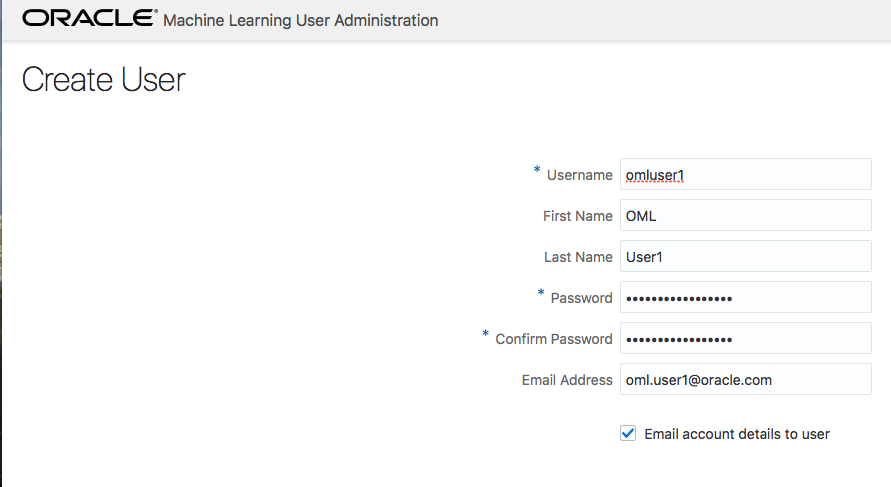 ORACLE® Machine Learning User Administration
Create User
* Username omluser1
First Name OML
Last Name User1
* Password •••••••••••••••••
* Confirm Password •••••••••••••••••
Email Address oml.user1@oracle.com
Email account details to user